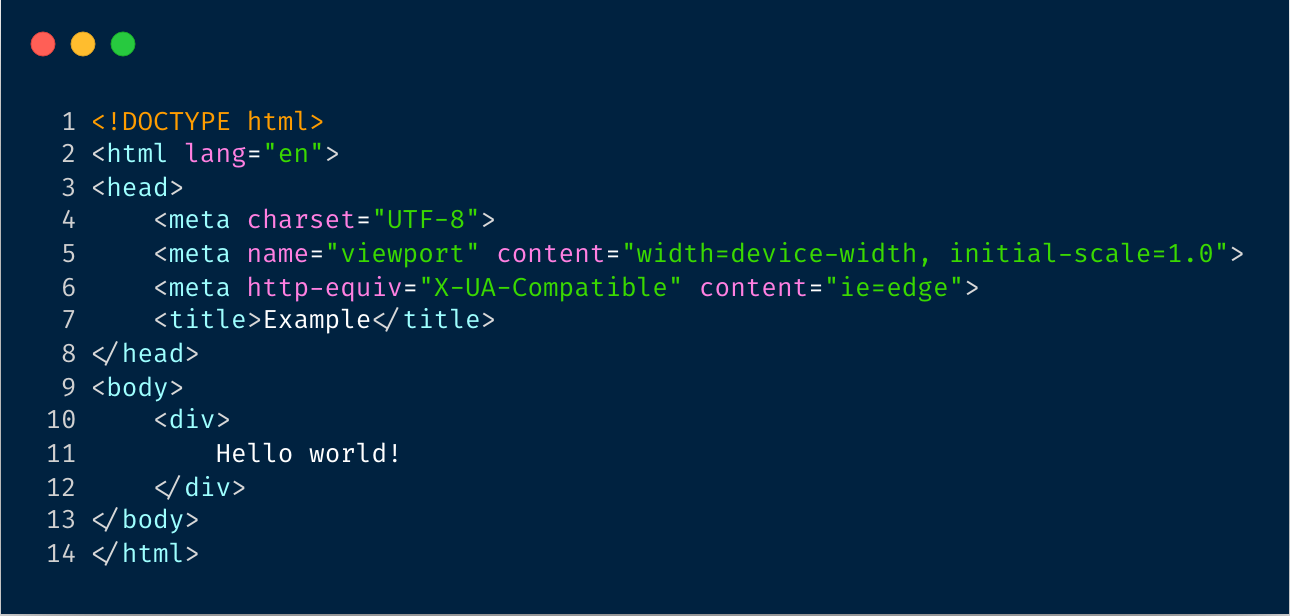 1 <!DOCTYPE html>
2 <html lang="en">
3 <head>
4     <meta charset="UTF-8">
5     <meta name="viewport" content="width=device-width, initial-scale=1.0">
6     <meta http-equiv="X-UA-Compatible" content="ie=edge">
7     <title>Example</title>
8 </head>
9 <body>
10     <div>
11         Hello world!
12     </div>
13 </body>
14 </html>